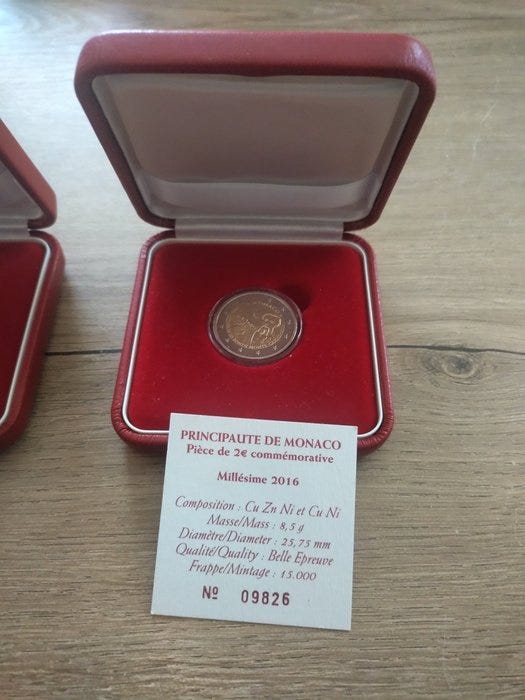 MONACO
PRINCIPAUTE DE MONACO
Pièce de 2€ commémorative
Millésime 2016
Composition : Cu Zn Ni et Cu Ni
Masse/Mass : 8,5 g
Diamètre/Diameter : 25,75 mm
Qualité/Quality : Belle Epreuve
Frappe/Mintage : 15.000
Nº 09826